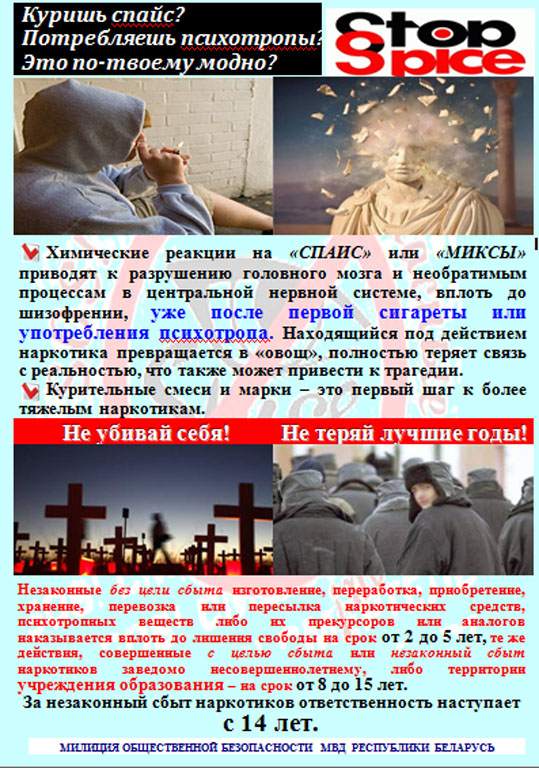 Куришь спайс?
Потребляешь психотропы?
Это по-твоему модно?
Stop
Spice
Химические реакции на «СПАЙС» или «МИКСЫ»
приводят к разрушению головного мозга и необратимым
процессам в центральной нервной системе, вплоть до
шизофрении, уже после первой сигареты или
употребления психотропа. Находящийся под действием
наркотика превращается в «овощ», полностью теряет связь
с реальностью, что также может привести к трагедии.
Курительные смеси и марки – это первый шаг к более
тяжелым наркотикам.
Не убивай себя! Не теряй лучшие годы!
Незаконные без цели сбыта изготовление, переработка, приобретение,
хранение, перевозка или пересылка наркотических средств,
психотропных веществ либо их прекурсоров или аналогов
наказывается вплоть до лишения свободы на срок от 2 до 5 лет, те же
действия, совершенные с целью сбыта или незаконный сбыт
наркотиков заведомо несовершеннолетнему, либо территории
учреждения образования – на срок от 8 до 15 лет.
За незаконный сбыт наркотиков ответственность наступает
с 14 лет.
МИЛИЦИЯ ОБЩЕСТВЕННОЙ БЕЗОПАСНОСТИ МВД РЕСПУБЛИКИ БЕЛАРУСЬ